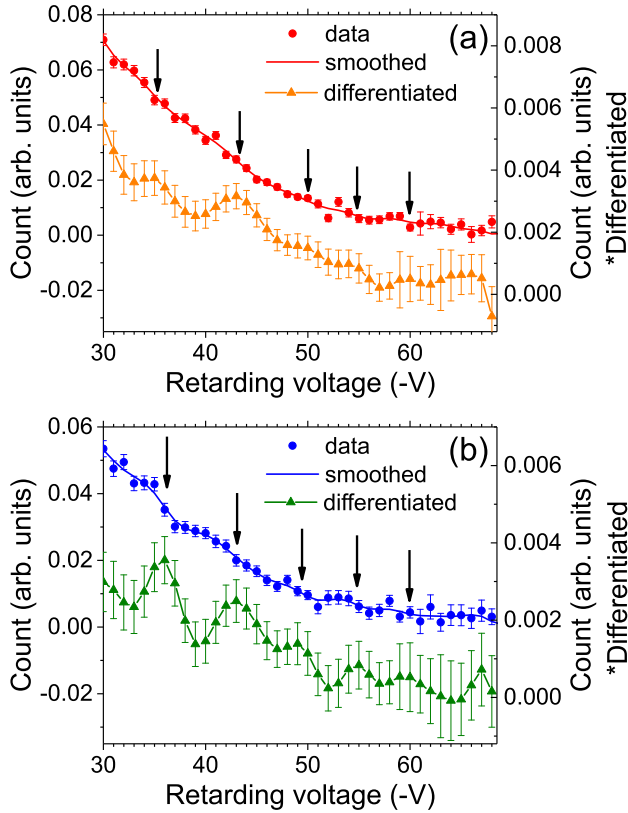 (a)
data
smoothed
differentiated
0.08
0.06
0.04
0.02
0.00
-0.02
Count (arb. units)
0.008
0.006
0.004
0.002
0.000
Count (arb. units)
*Differentiated
30 40 50 60
Retarding voltage (-V)
(b)
data
smoothed
differentiated
0.06
0.04
0.02
0.00
-0.02
Count (arb. units)
0.006
0.004
0.002
0.000
Count (arb. units)
*Differentiated
30 40 50 60
Retarding voltage (-V)